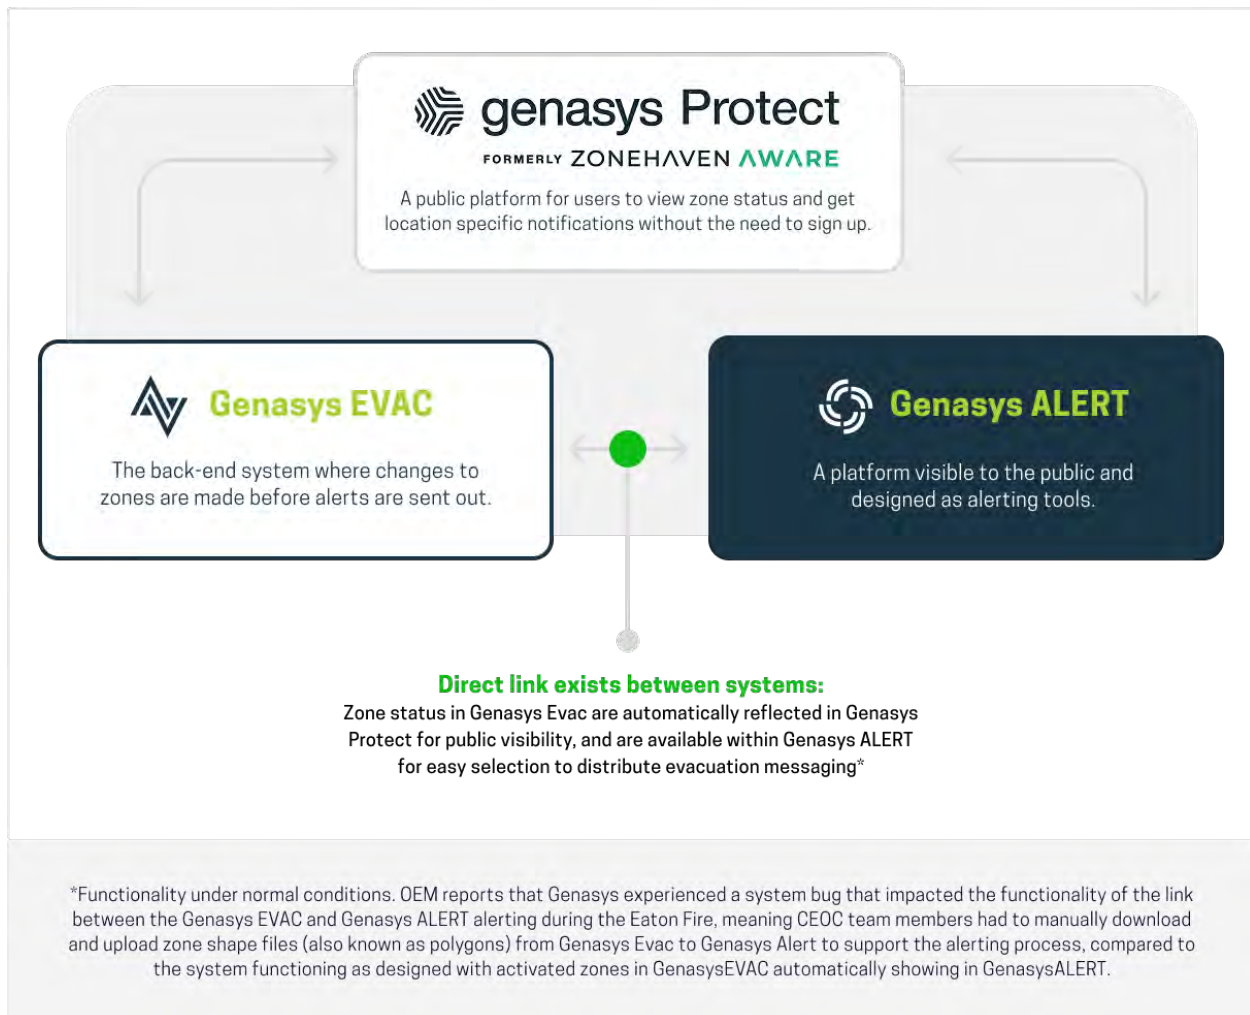 genasys Protect
FORMERLY ZONEHAVEN AWARE
A public platform for users to view zone status and get
location specific notifications without the need to sign up.
Genasys EVAC
The back-end system where changes to
zones are made before alerts are sent out.
Genasys ALERT
A platform visible to the public and
designed as alerting tools.
Direct link exists between systems:
Zone status in Genasys Evac are automatically reflected in Genasys
Protect for public visibility, and are available within Genasys ALERT
for easy selection to distribute evacuation messaging*
*Functionality under normal conditions. OEM reports that Genasys experienced a system bug that impacted the functionality of the link
between the Genasys EVAC and Genasys ALERT alerting during the Eaton Fire, meaning CEOC team members had to manually download
and upload zone shape files (also known as polygons) from Genasys Evac to Genasys Alert to support the alerting process, compared to
the system functioning as designed with activated zones in GenasysEVAC automatically showing in GenasysALERT.